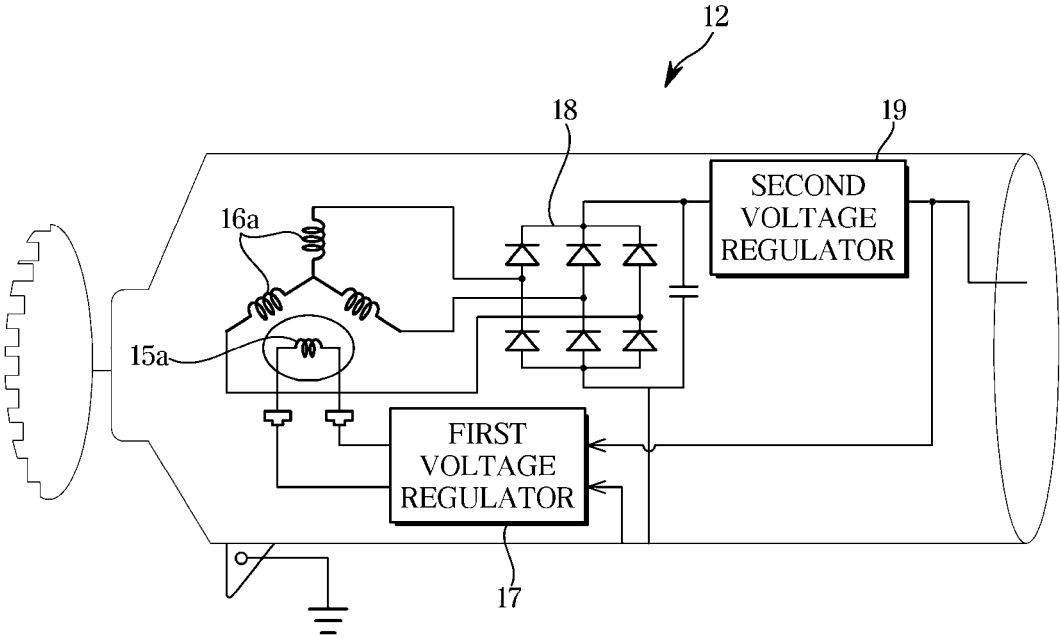 12
18
19
SECOND
VOLTAGE
REGULATOR
16a
15a
FIRST
VOLTAGE
REGULATOR
17